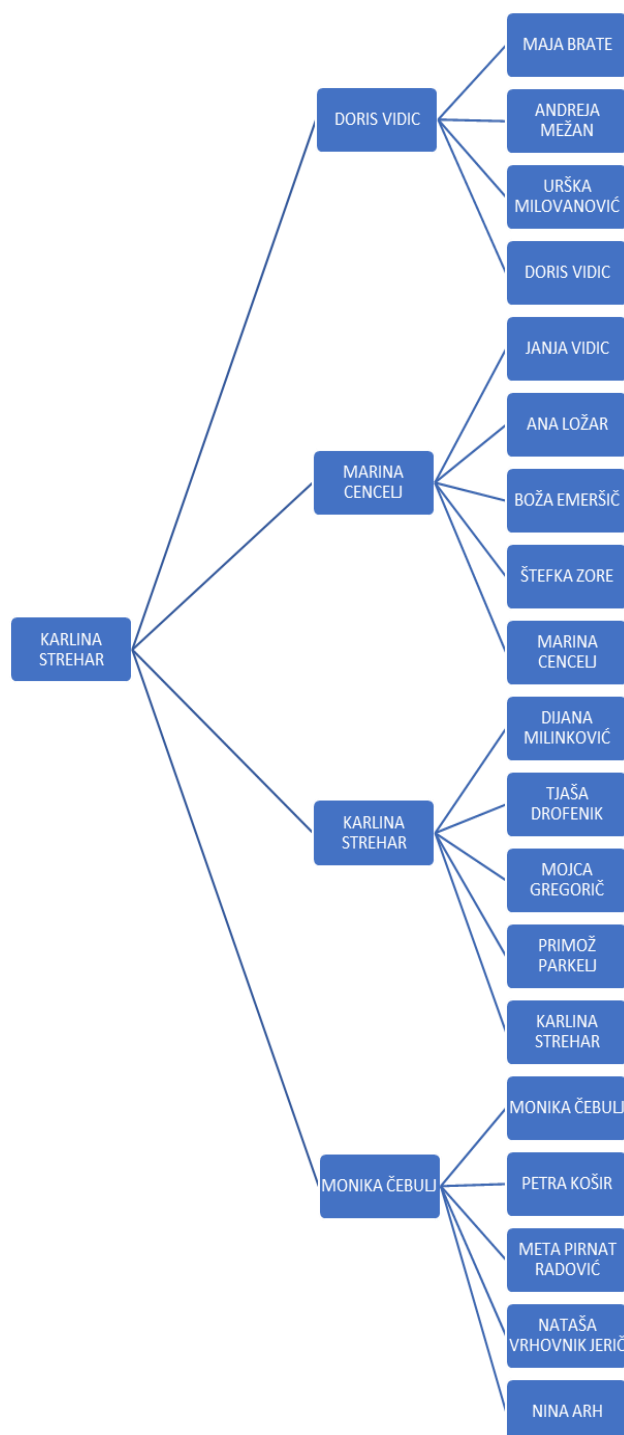 MAJA BRATE
DORIS VIDIC
ANDREJA
MEŽAN
URŠKA
MILOVANOVIĆ
DORIS VIDIC
JANJA VIDIC
ANA LOŽAR
MARINA
CENCELJ
BOŽA EMERŠIČ
ŠTEFKA ZORE
MARINA
CENCELJ
KARLINA
STREHAR
DIJANA
MILINKOVIĆ
TJAŠA
DROFENIK
KARLINA
STREHAR
MOJCA
GREGORIČ
PRIMOŽ
PARKELJ
KARLINA
STREHAR
MONIKA ČEBULJ
MONIKA ČEBULJ
PETRA KOŠIR
META PIRNAT
RADOVIĆ
NATAŠA
VRHOVNIK JERIČ
NINA ARH